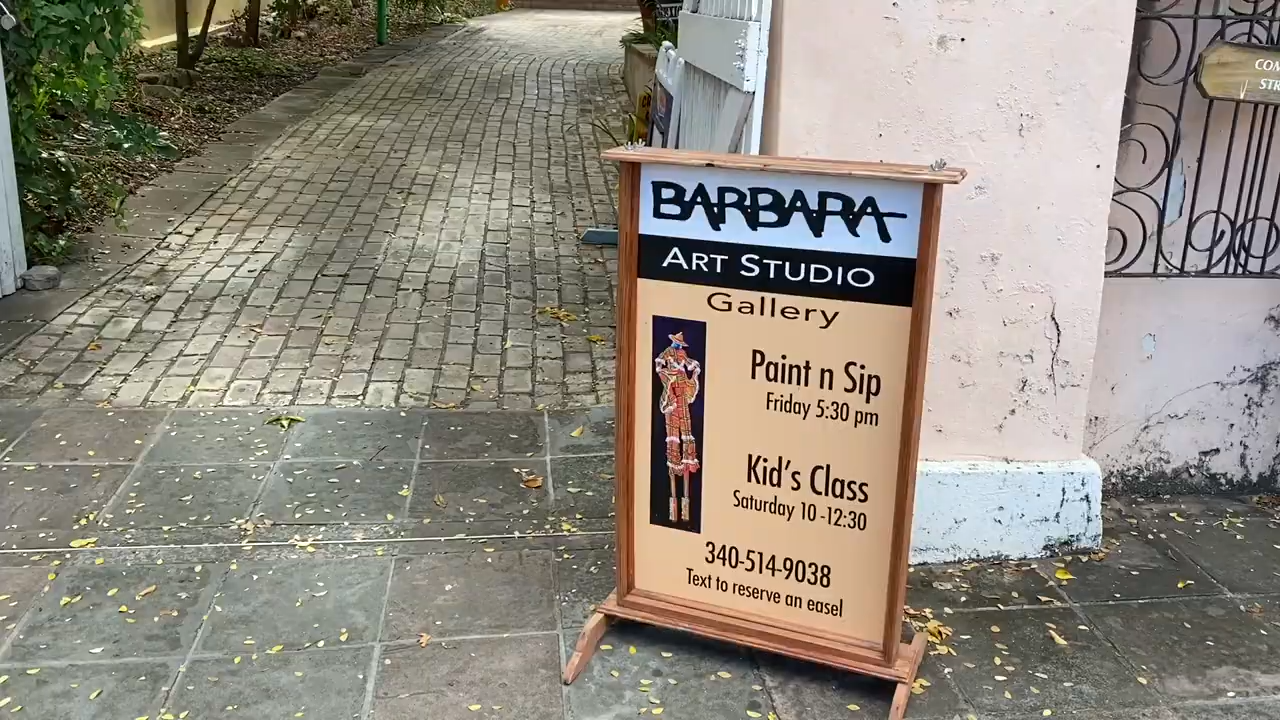 BARBARA
ART STUDIO
Gallery
Paint n Sip
Friday 5:30 pm
Kid's Class
Saturday 10 -12:30
340-514-9038
Text to reserve an easel